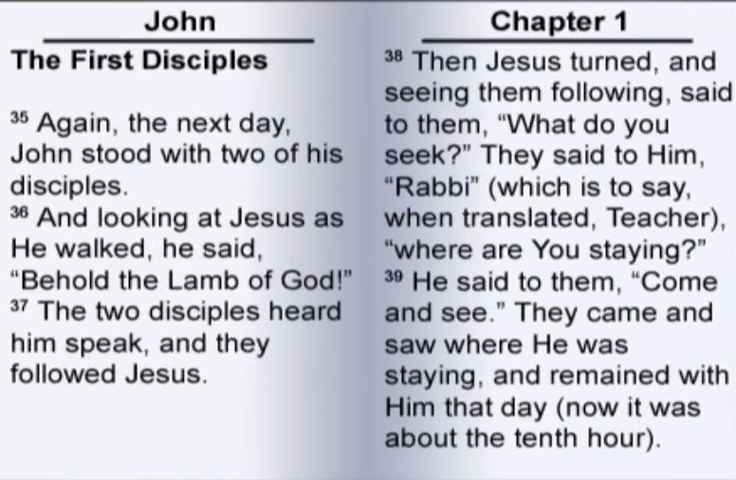 John
The First Disciples
³⁵ Again, the next day,
John stood with two of his
disciples.
³⁶ And looking at Jesus as
He walked, he said,
“Behold the Lamb of God!”
³⁷ The two disciples heard
him speak, and they
followed Jesus.
Chapter 1
³⁸ Then Jesus turned, and
seeing them following, said
to them, “What do you
seek?” They said to Him,
“Rabbi” (which is to say,
when translated, Teacher),
“where are You staying?”
³⁹ He said to them, “Come
and see.” They came and
saw where He was
staying, and remained with
Him that day (now it was
about the tenth hour).